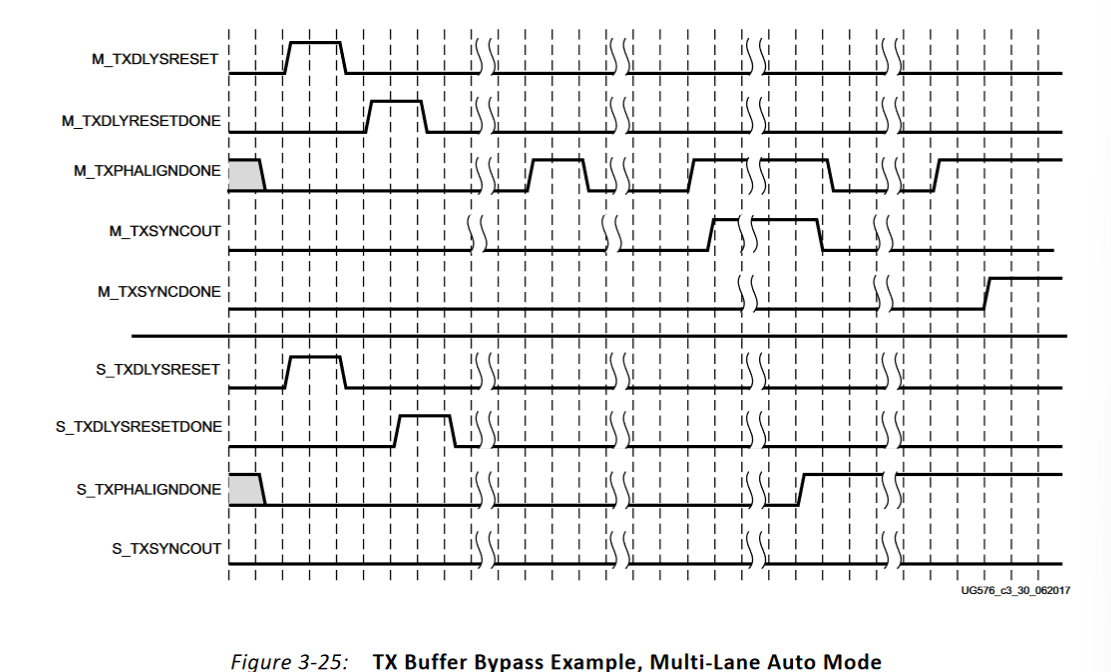 M_TXDLYSRESET
M_TXDLYRESETDONE
M_TXPHALIGNDONE
M_TXSYNCOUT
M_TXSYNCDONE
S_TXDLYSRESET
S_TXDLYSRESETDONE
S_TXPHALIGNDONE
S_TXSYNCOUT
UG576_c3_30_062017
Figure 3-25: TX Buffer Bypass Example, Multi-Lane Auto Mode